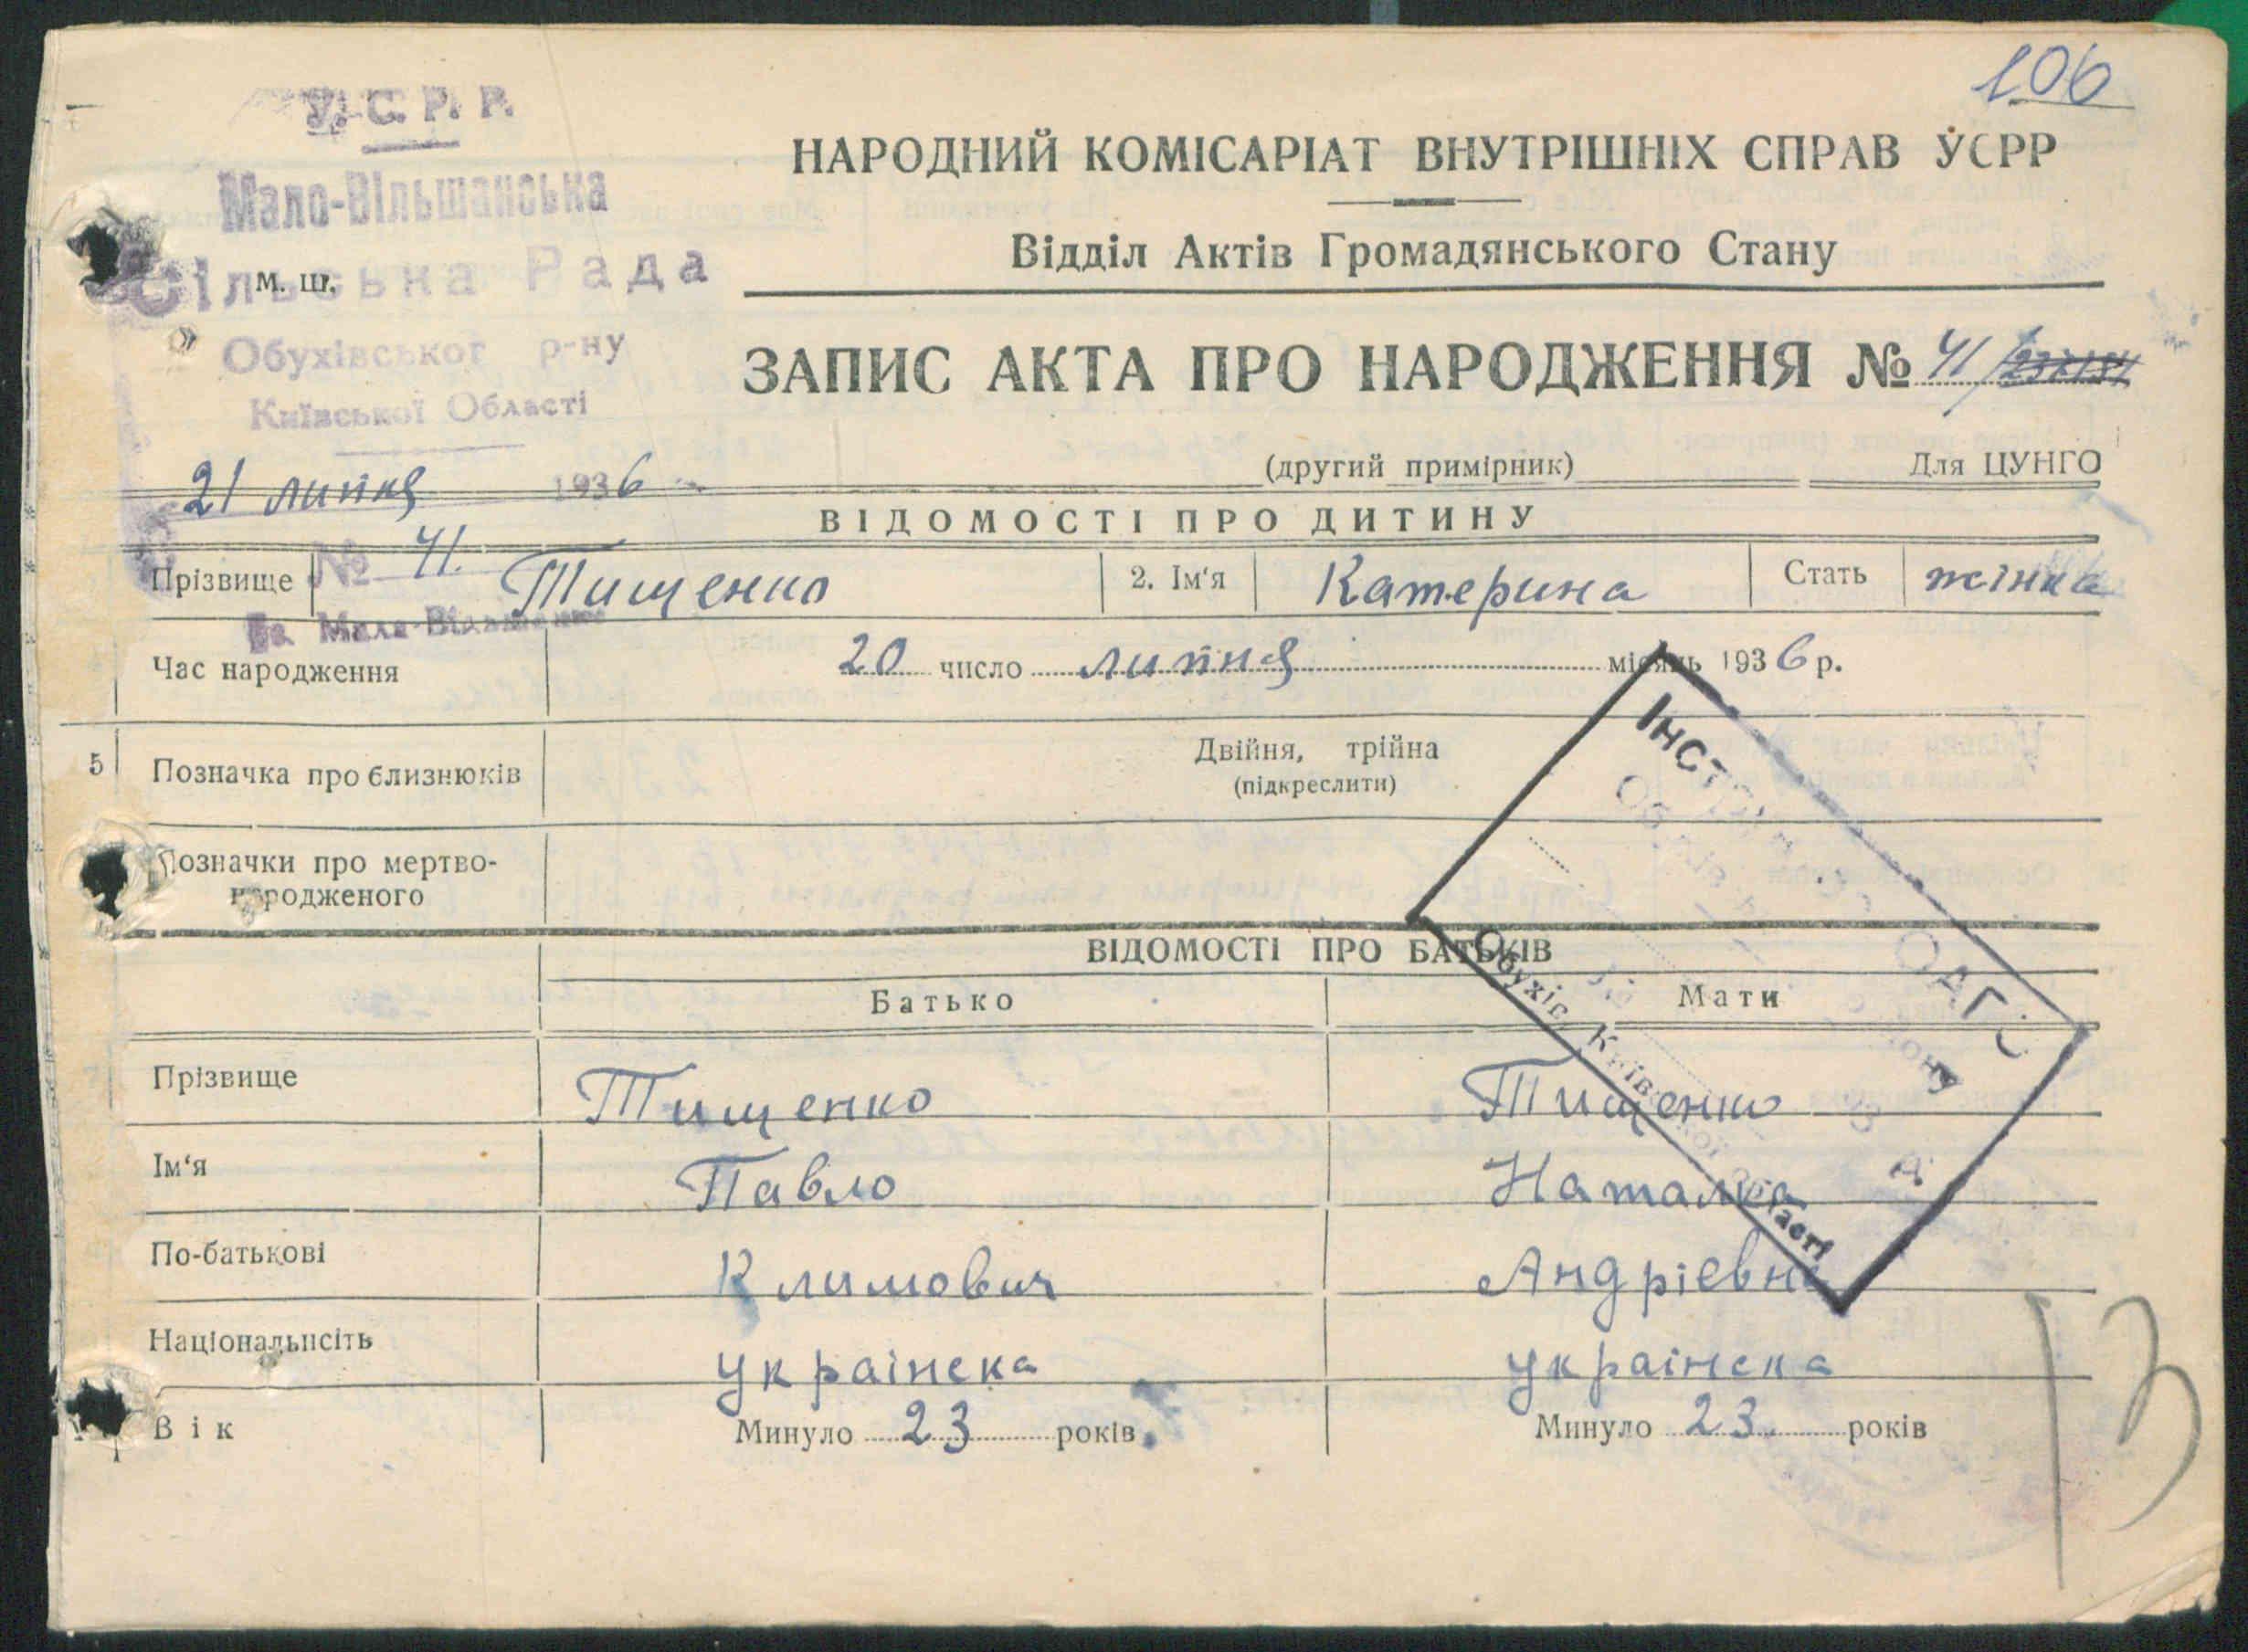 106
У. С. Р. Р.
Мало-Вільшанська
Сільська Рада
м. ш.
Обухівськог р-ну
Київської Області
21 липня 1936
№ 41.
НАРОДНИЙ КОМІСАРІАТ ВНУТРІШНІХ СПРАВ УСРР
Відділ Актів Громадянського Стану
ЗАПИС АКТА ПРО НАРОДЖЕННЯ № 41/
(другий примірник) Для ЦУНГО
ВІДОМОСТІ ПРО ДИТИНУ
Прізвище Тищенко 2. Ім'я Катерина Стать жінка
Час народження 20 число липня місяць 1936 р.
5 Позначка про близнюків Двійня, трійна
(підкреслити)
Позначки про мертво-
народженого
ВІДОМОСТІ ПРО БАТЬКІВ
Батько Мати
Прізвище Тищенко Тищенко
Ім'я Павло Наталка
По-батькові Климович Андрієвна
Національнсіть українска українска
Вік Минуло 23 років Минуло 23 років
13